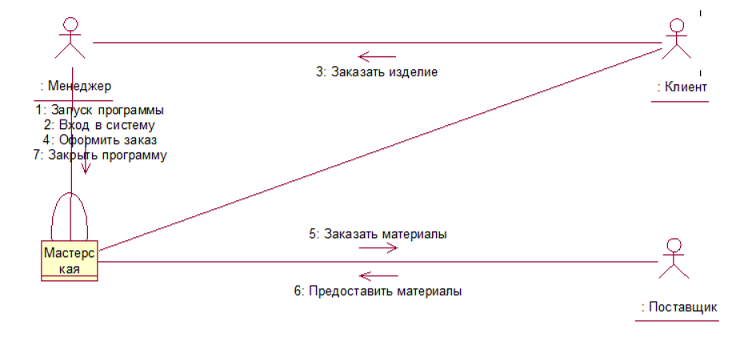 3: Заказать изделие
: Менеджер
: Клиент
1: Запуск программы
2: Вход в систему
4: Оформить заказ
7: Закрыть программу
5: Заказать материалы
Мастерс
кая
6: Предоставить материалы
: Поставщик